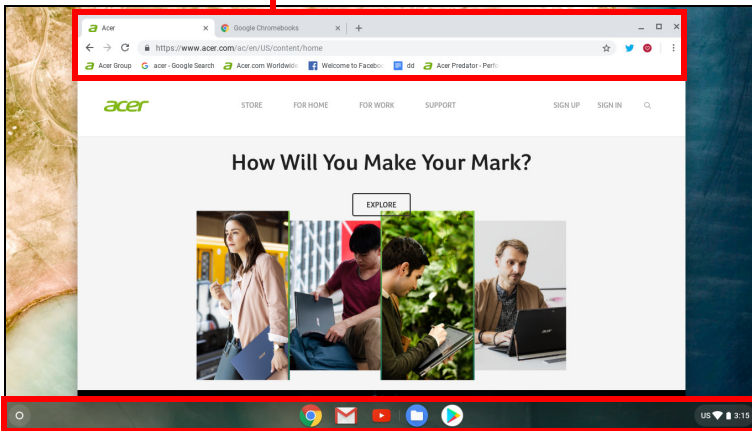 Acer
Google Chromebooks
https://www.acer.com/ac/en/US/content/home
Acer Group
acer - Google Search
Acer.com Worldwide
Welcome to Faceboo
dd
Acer Predator - Perfo
acer
STORE
FOR HOME
FOR WORK
SUPPORT
SIGN UP
SIGN IN
How Will You Make Your Mark?
EXPLORE
acer
US
3:15